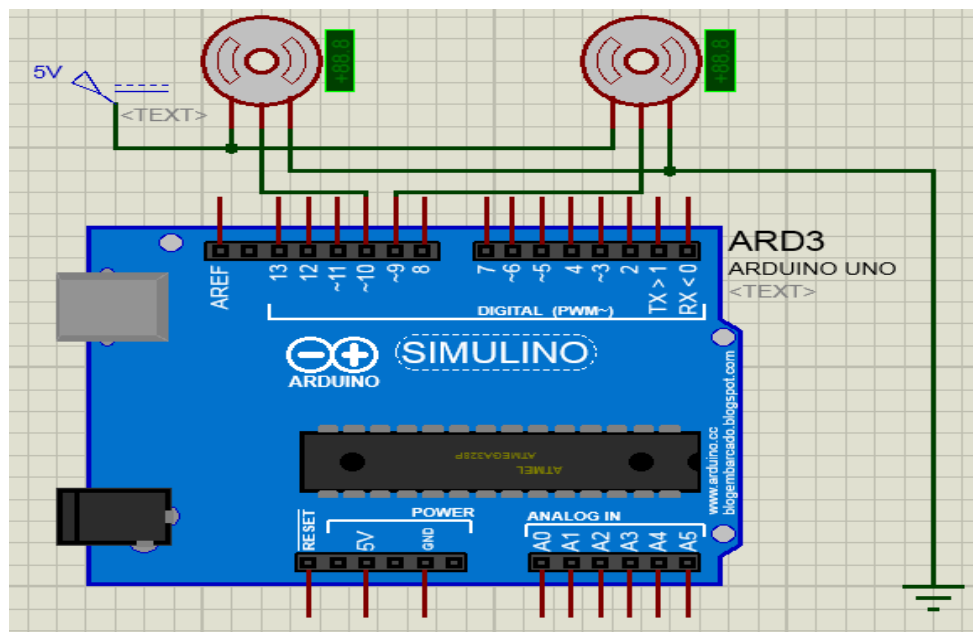 5V
<TEXT>
+88.8
+88.8
ARD3
ARDUINO UNO
<TEXT>
AREF
13
12
~11
~10
~9
8
7
~6
~5
4
~3
2
TX > 1
RX < 0
DIGITAL (PWM~)
ARDUINO
SIMULINO
www.arduino.cc
blogembarcado.blogspot.com
ATMEL
ATMEGA328P
RESET
5V
GND
POWER
ANALOG IN
A0
A1
A2
A3
A4
A5